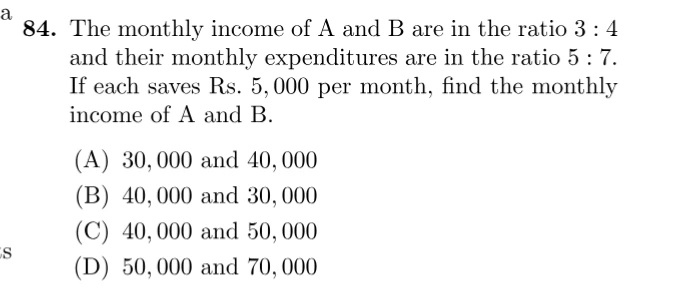 a
84. The monthly income of A and B are in the ratio 3 : 4
and their monthly expenditures are in the ratio 5 : 7.
If each saves Rs. 5,000 per month, find the monthly
income of A and B.
(A) 30,000 and 40,000
(B) 40,000 and 30,000
(C) 40,000 and 50,000
s
(D) 50,000 and 70,000